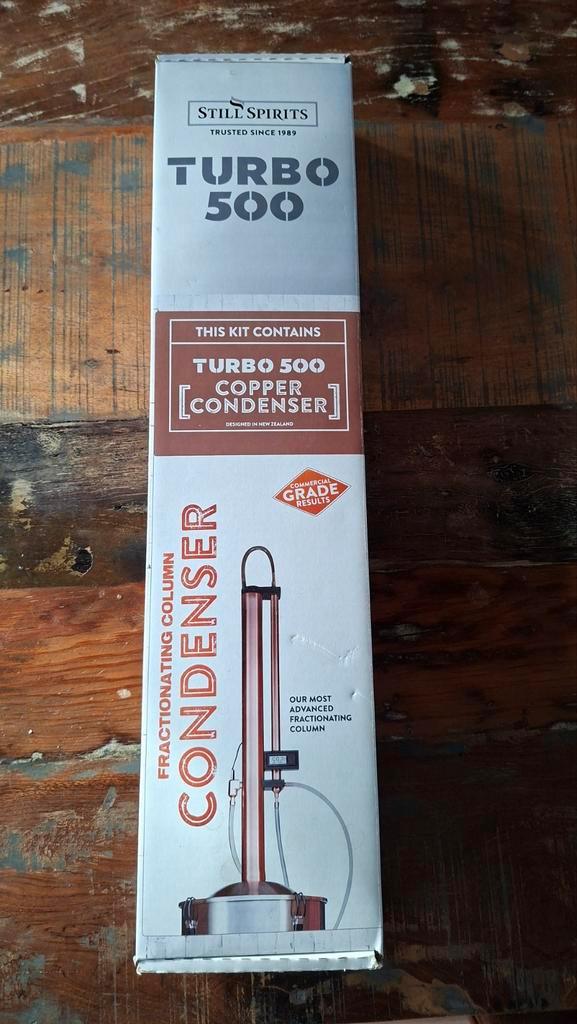 STILL SPIRITS
TRUSTED SINCE 1989
TURBO
500
THIS KIT CONTAINS
TURBO 500
[COPPER
CONDENSER]
DESIGNED IN NEW ZEALAND
COMMERCIAL
GRADE
RESULTS
FRACTIONATING COLUMN
CONDENSER
OUR MOST
ADVANCED
FRACTIONATING
COLUMN